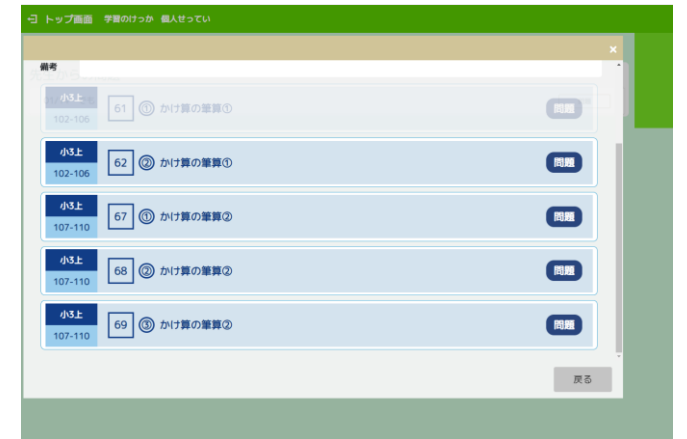 トップ画面 学習のけっか 個人せってい
×
備考
小3上 61 ① かけ算の筆算① 問題
102-106
小3上 62 ② かけ算の筆算① 問題
102-106
小3上 67 ① かけ算の筆算② 問題
107-110
小3上 68 ② かけ算の筆算② 問題
107-110
小3上 69 ③ かけ算の筆算② 問題
107-110
戻る